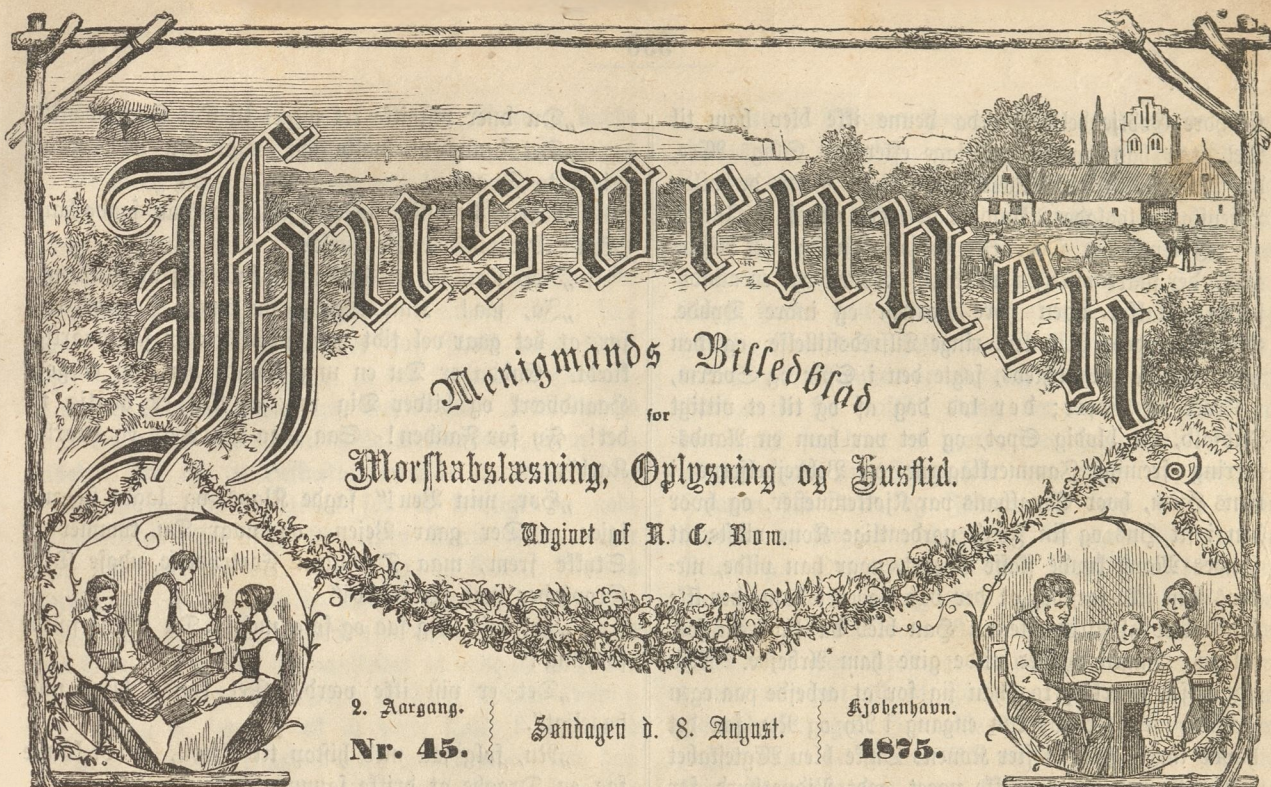 Husvennen
Menigmands Billedblad
for
Morskabslæsning, Oplysning og Husflid.
Udgivet af N. C. Rom.
2. Aargang.
Nr. 45.
Søndagen d. 8. August.
Kjøbenhavn.
1875.